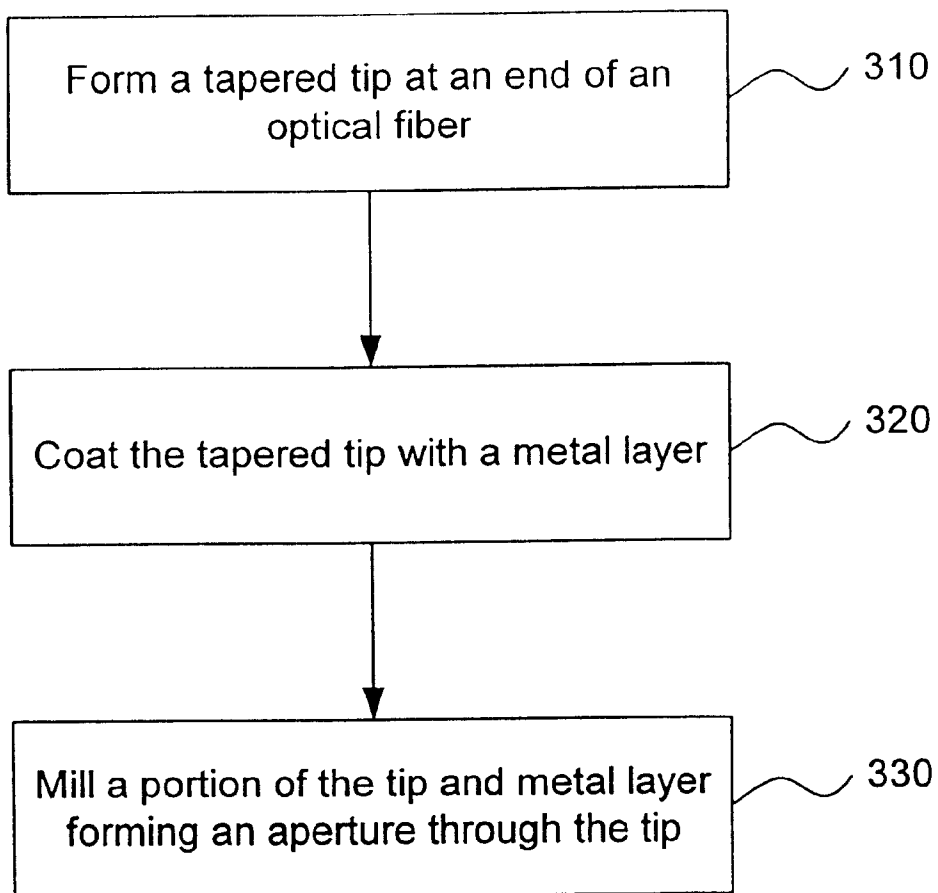 Form a tapered tip at an end of an
optical fiber
310
Coat the tapered tip with a metal layer
320
Mill a portion of the tip and metal layer
forming an aperture through the tip
330